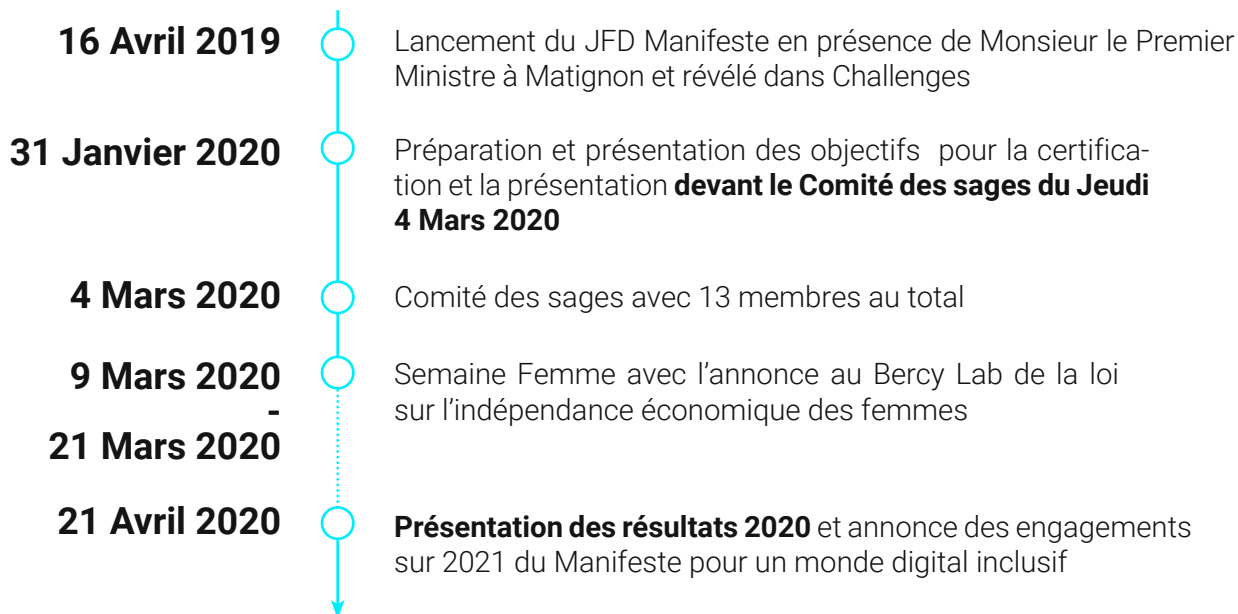 16 Avril 2019
Lancement du JFD Manifeste en présence de Monsieur le Premier
Ministre à Matignon et révélé dans Challenges
31 Janvier 2020
Préparation et présentation des objectifs pour la certifica-
tion et la présentation devant le Comité des sages du Jeudi
4 Mars 2020
4 Mars 2020
Comité des sages avec 13 membres au total
9 Mars 2020
-
21 Mars 2020
Semaine Femme avec l'annonce au Bercy Lab de la loi
sur l'indépendance économique des femmes
21 Avril 2020
Présentation des résultats 2020 et annonce des engagements
sur 2021 du Manifeste pour un monde digital inclusif